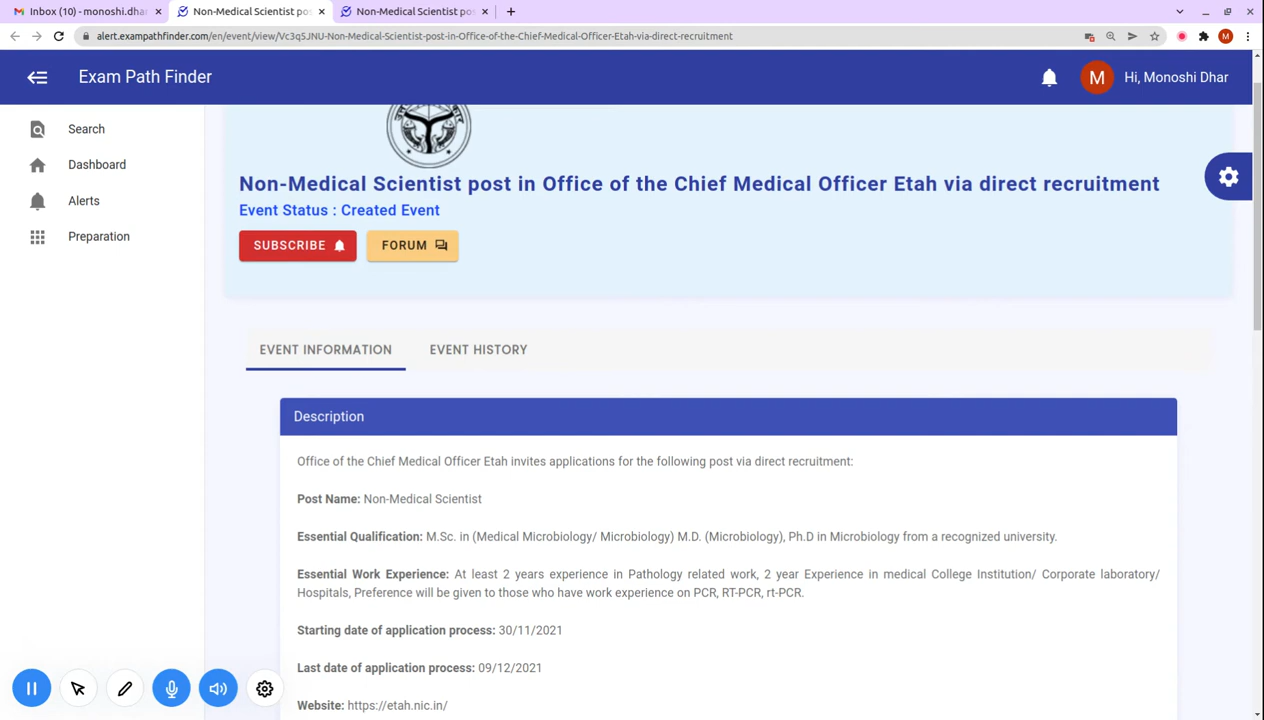 Inbox (10) - monoshi.dhar
Non-Medical Scientist pos
Non-Medical Scientist pos
alert.exampathfinder.com/en/event/view/Vc3q5JNU-Non-Medical-Scientist-post-in-Office-of-the-Chief-Medical-Officer-Etah-via-direct-recruitment
M
Exam Path Finder
M
Hi, Monoshi Dhar
Search
Dashboard
Alerts
Preparation
Non-Medical Scientist post in Office of the Chief Medical Officer Etah via direct recruitment
Event Status : Created Event
SUBSCRIBE
FORUM
EVENT INFORMATION
EVENT HISTORY
Description
Office of the Chief Medical Officer Etah invites applications for the following post via direct recruitment:
Post Name: Non-Medical Scientist
Essential Qualification: M.Sc. in (Medical Microbiology/ Microbiology) M.D. (Microbiology), Ph.D in Microbiology from a recognized university.
Essential Work Experience: At least 2 years experience in Pathology related work, 2 year Experience in medical College Institution/ Corporate laboratory/
Hospitals, Preference will be given to those who have work experience on PCR, RT-PCR, rt-PCR.
Starting date of application process: 30/11/2021
Last date of application process: 09/12/2021
Website: https://etah.nic.in/